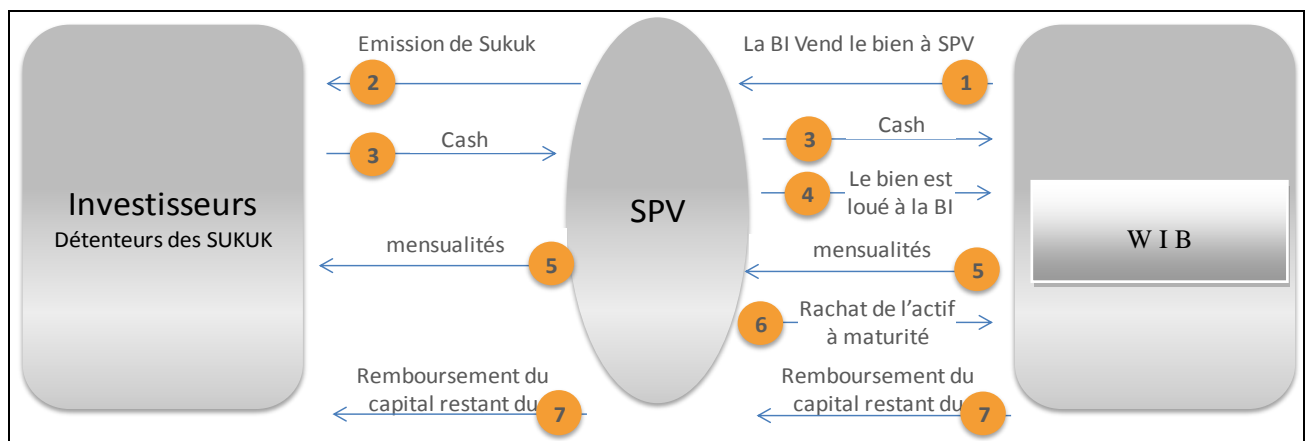 Emission de Sukuk
2
Cash
3
Investisseurs
Détenteurs des SUKUK
mensualités
5
Remboursement du
capital restant du
7
SPV
La BI Vend le bien à SPV
1
Cash
3
4
Le bien est
loué à la BI
mensualités
5
6
Rachat de l’actif
à maturité
Remboursement du
capital restant du
7
W I B